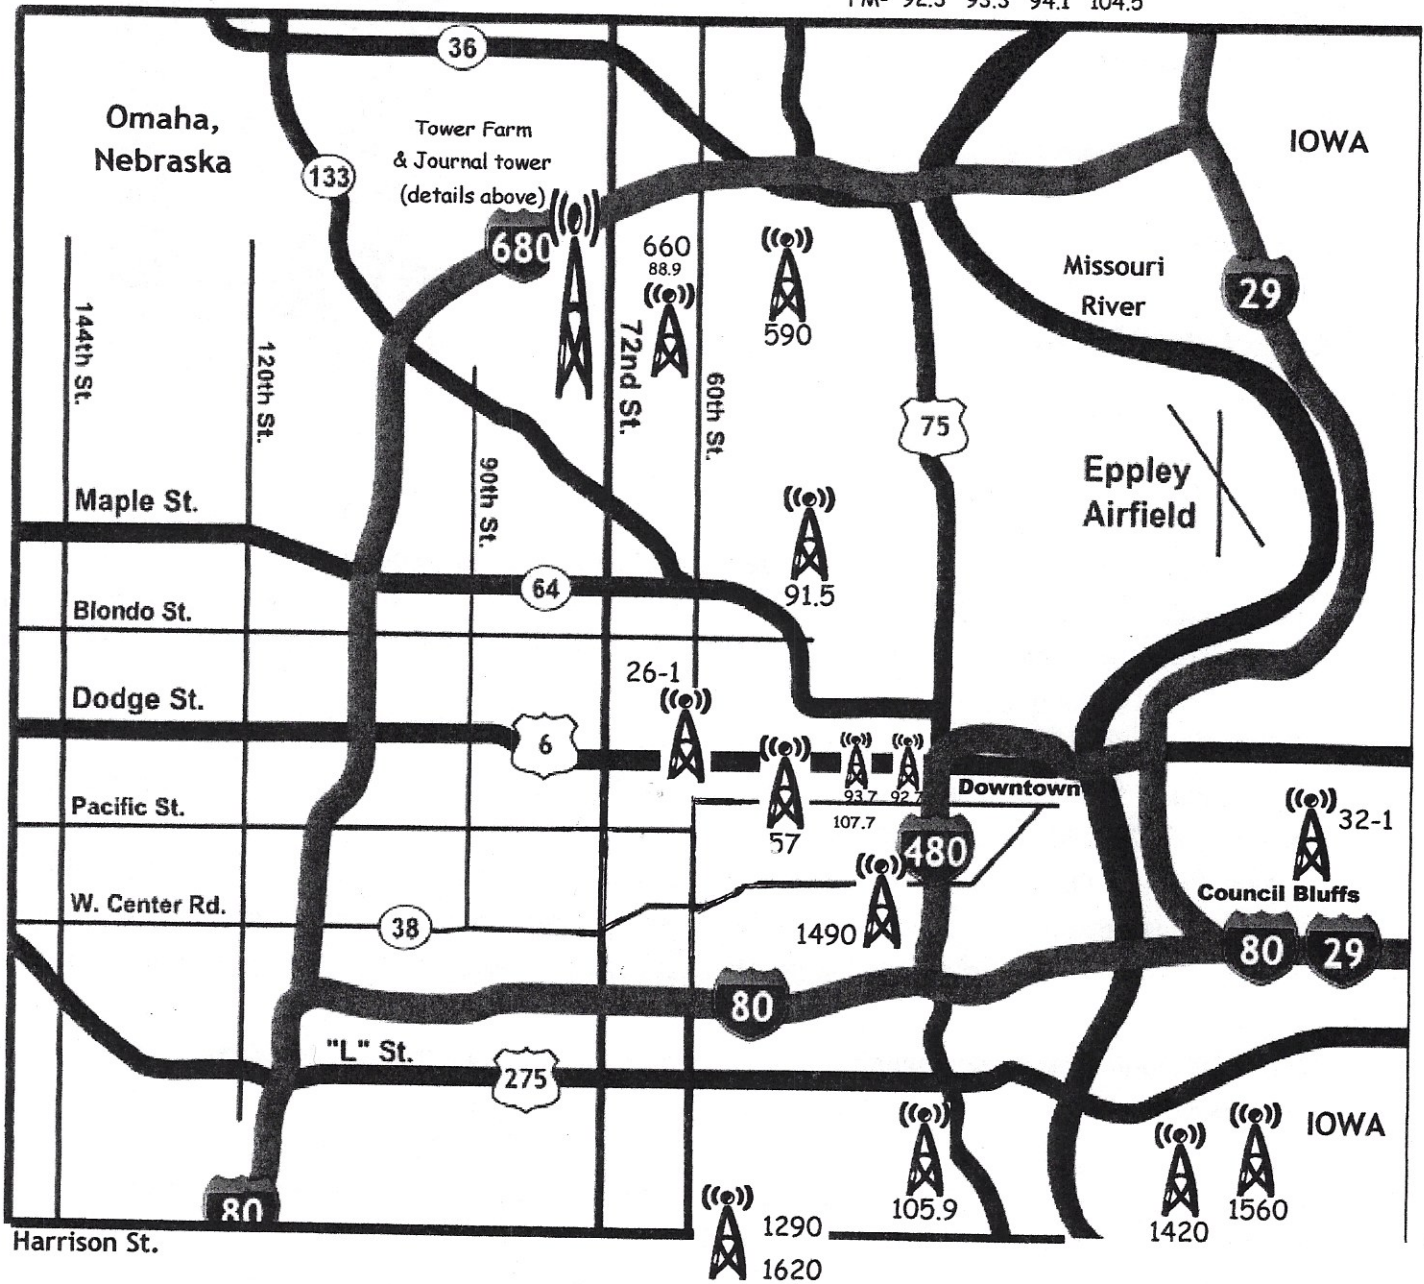 FM- 92.3 93.3 94.1 104.5
36
Omaha,
Nebraska
Tower Farm
& Journal tower
(details above)
IOWA
133
680
660
88.9
590
Missouri
River
29
144th St.
120th St.
72nd St.
60th St.
90th St.
75
Eppley
Airfield
Maple St.
64
91.5
Blondo St.
26-1
Dodge St.
6
93.7
92.7
107.7
57
Downtown
Pacific St.
480
32-1
Council Bluffs
W. Center Rd.
38
1490
80
29
80
"L" St.
275
IOWA
105.9
1420
1560
80
1290
1620
Harrison St.